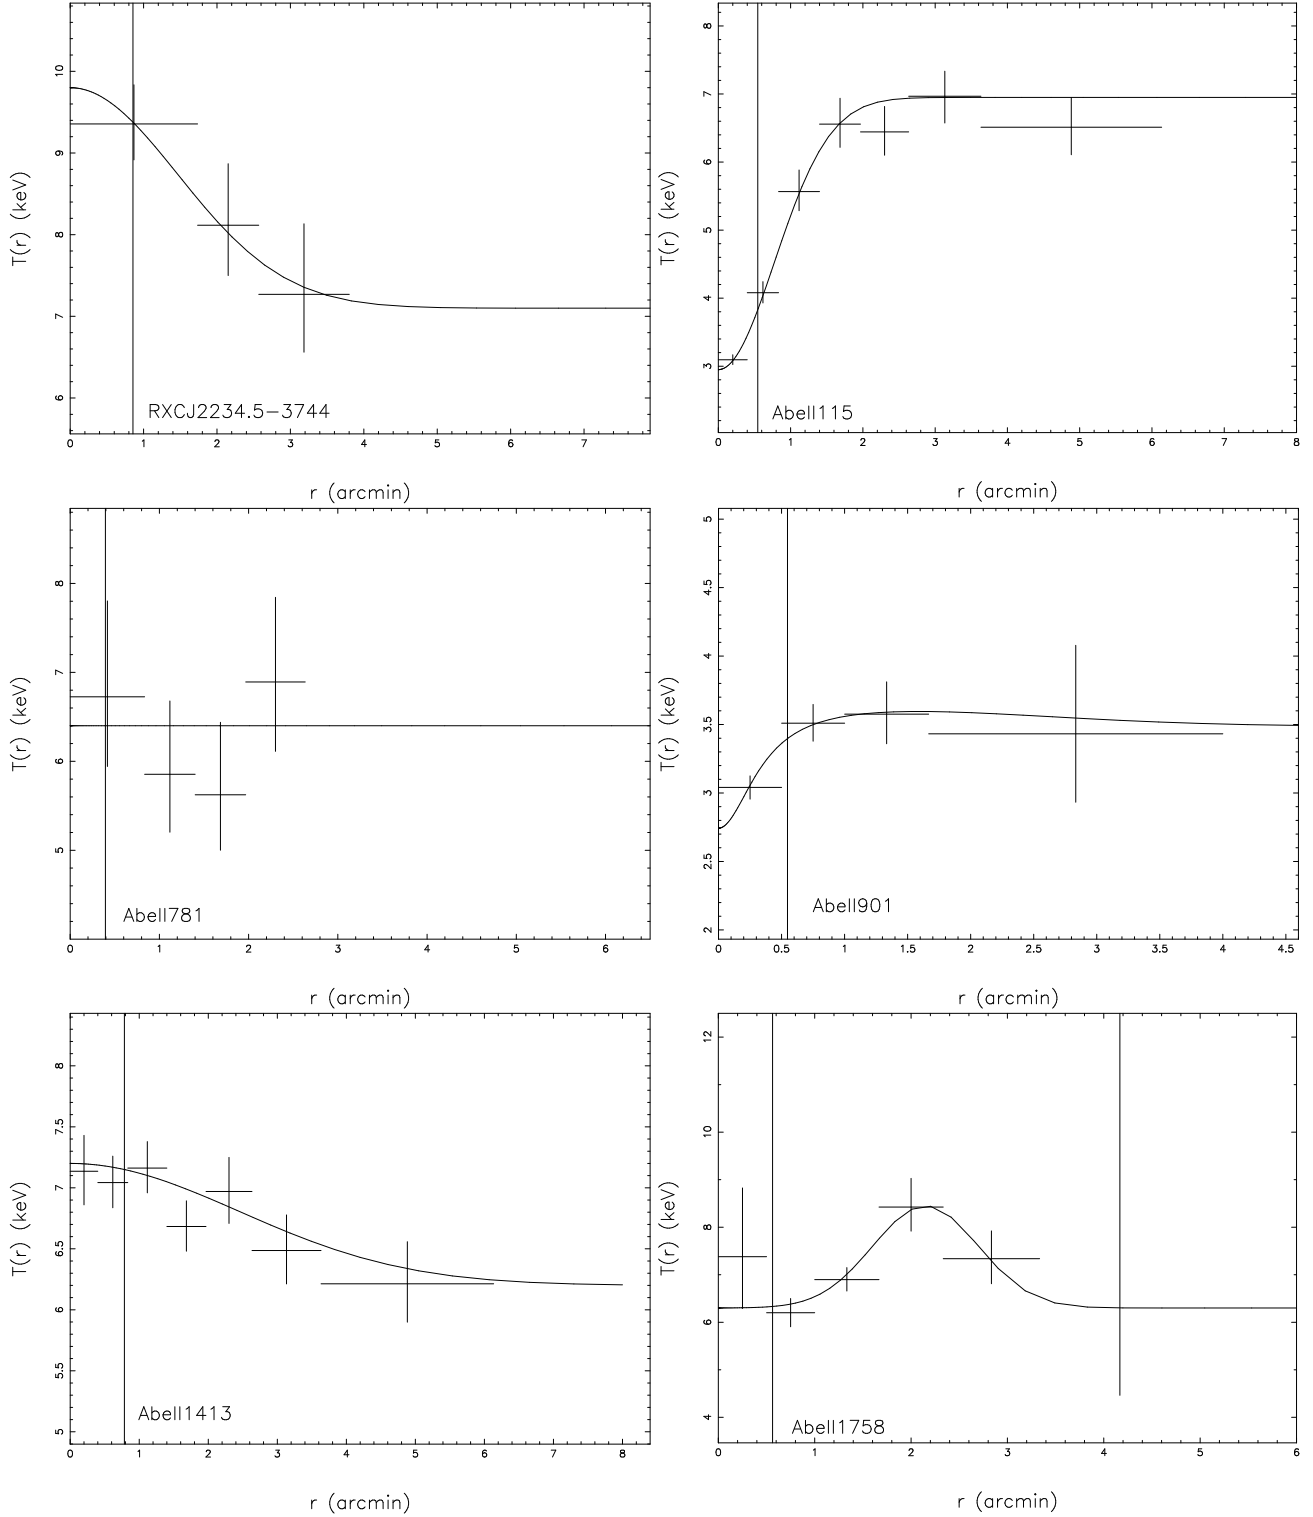 10
9
8
7
6
T(r) (keV)
RXCJ2234.5−3744
0 1 2 3 4 5 6 7
r (arcmin)
8
7
6
5
4
3
T(r) (keV)
Abell115
0 1 2 3 4 5 6 7 8
r (arcmin)
8
7
6
5
T(r) (keV)
Abell781
0 1 2 3 4 5 6
r (arcmin)
5
4.5
4
3.5
3
2.5
2
T(r) (keV)
Abell901
0 0.5 1 1.5 2 2.5 3 3.5 4 4.5
r (arcmin)
8
7.5
7
6.5
6
5.5
5
T(r) (keV)
Abell1413
0 1 2 3 4 5 6 7 8
r (arcmin)
12
10
8
6
4
T(r) (keV)
Abell1758
0 1 2 3 4 5 6
r (arcmin)